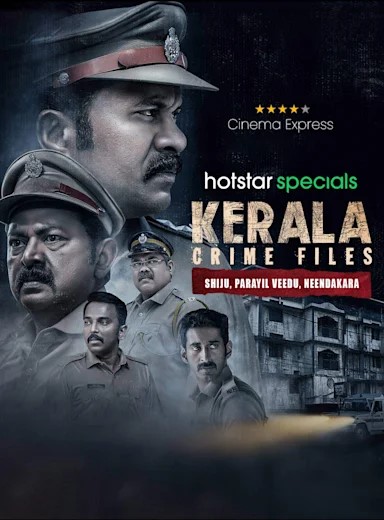 Cinema Express
hotstar specials
KERALA
CRIME FILES
SHIJU, PARAYIL VEEDU, NEENDAKARA